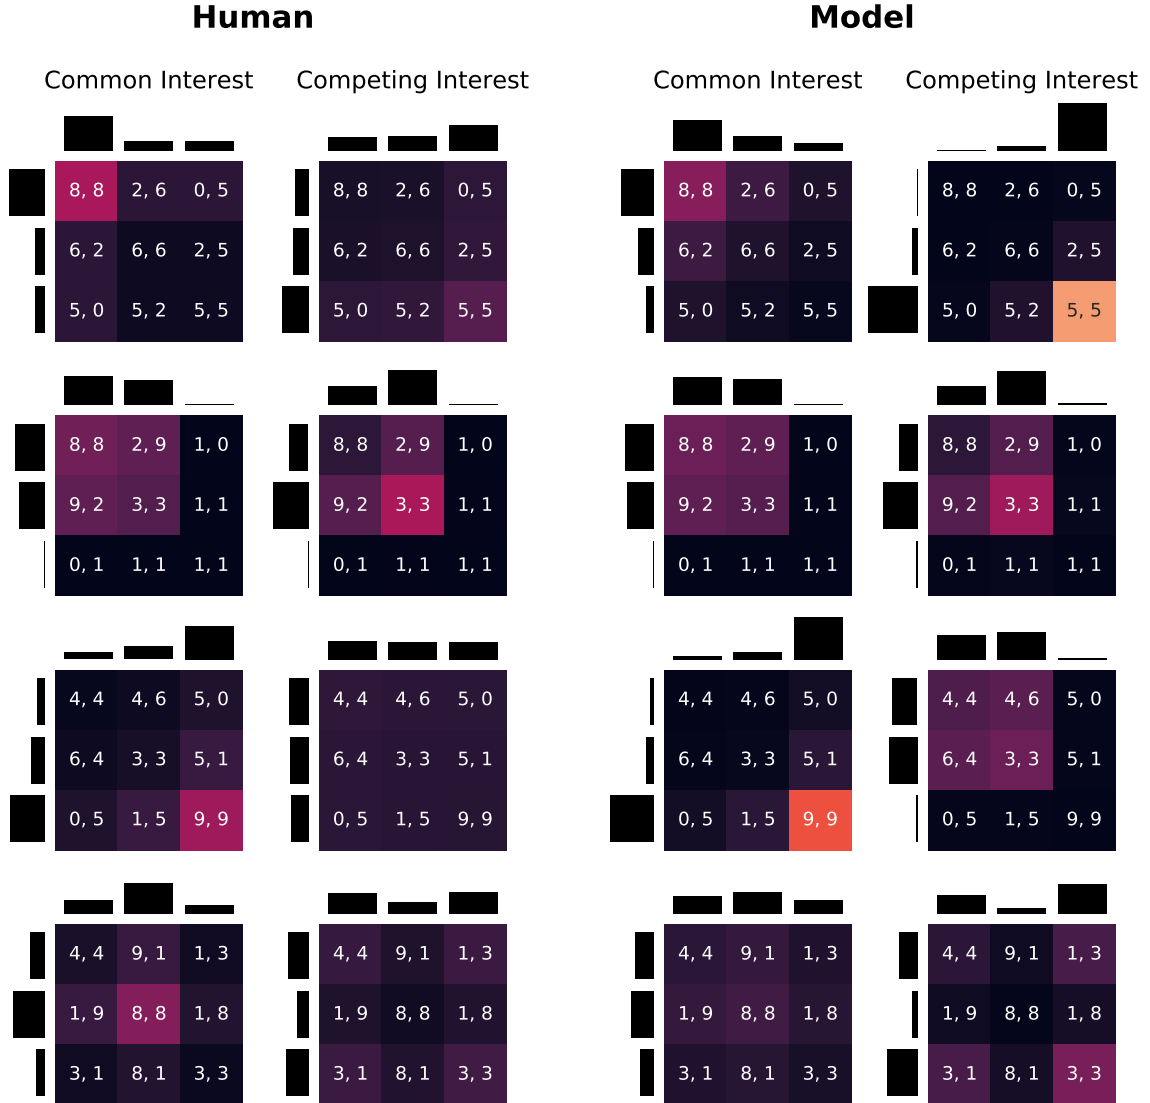 Human Model
Common Interest Competing Interest Common Interest Competing Interest
8, 8 2, 6 0, 5 8, 8 2, 6 0, 5 8, 8 2, 6 0, 5 8, 8 2, 6 0, 5
6, 2 6, 6 2, 5 6, 2 6, 6 2, 5 6, 2 6, 6 2, 5 6, 2 6, 6 2, 5
5, 0 5, 2 5, 5 5, 0 5, 2 5, 5 5, 0 5, 2 5, 5 5, 0 5, 2 5, 5
8, 8 2, 9 1, 0 8, 8 2, 9 1, 0 8, 8 2, 9 1, 0 8, 8 2, 9 1, 0
9, 2 3, 3 1, 1 9, 2 3, 3 1, 1 9, 2 3, 3 1, 1 9, 2 3, 3 1, 1
0, 1 1, 1 1, 1 0, 1 1, 1 1, 1 0, 1 1, 1 1, 1 0, 1 1, 1 1, 1
4, 4 4, 6 5, 0 4, 4 4, 6 5, 0 4, 4 4, 6 5, 0 4, 4 4, 6 5, 0
6, 4 3, 3 5, 1 6, 4 3, 3 5, 1 6, 4 3, 3 5, 1 6, 4 3, 3 5, 1
0, 5 1, 5 9, 9 0, 5 1, 5 9, 9 0, 5 1, 5 9, 9 0, 5 1, 5 9, 9
4, 4 9, 1 1, 3 4, 4 9, 1 1, 3 4, 4 9, 1 1, 3 4, 4 9, 1 1, 3
1, 9 8, 8 1, 8 1, 9 8, 8 1, 8 1, 9 8, 8 1, 8 1, 9 8, 8 1, 8
3, 1 8, 1 3, 3 3, 1 8, 1 3, 3 3, 1 8, 1 3, 3 3, 1 8, 1 3, 3